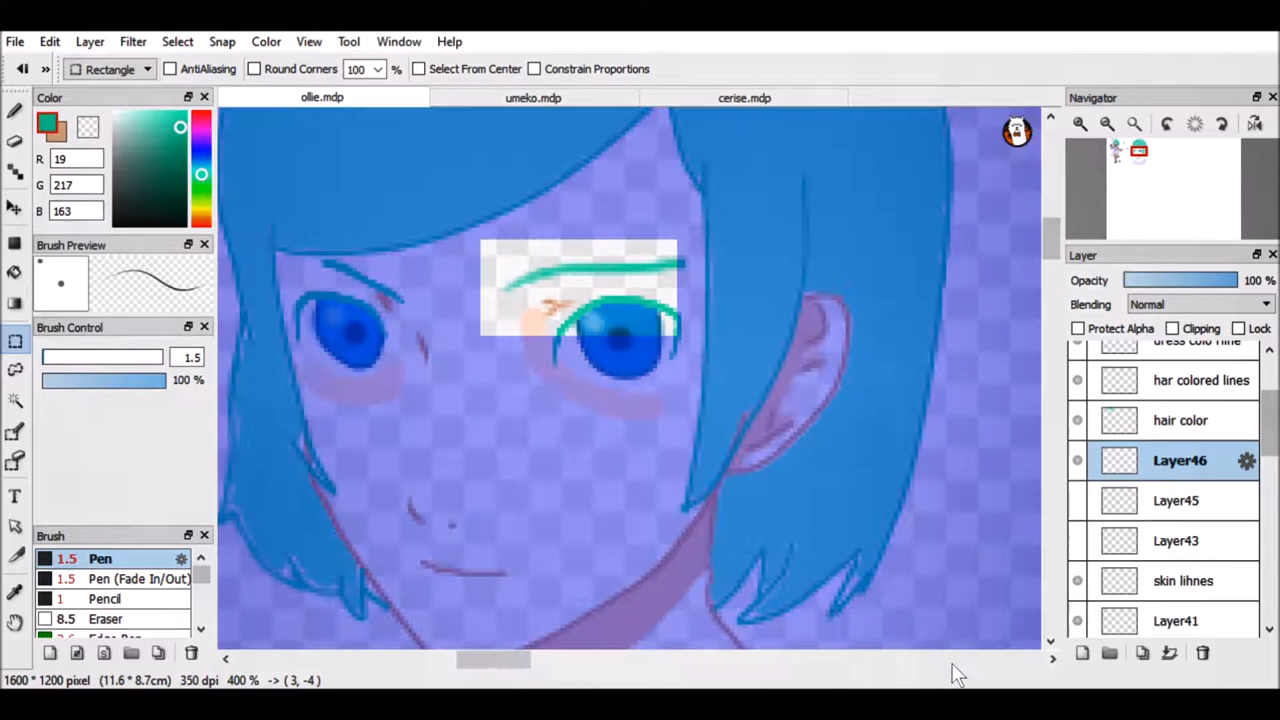 File Edit Layer Filter Select Snap Color View Tool Window Help
Rectangle AntiAliasing Round Corners 100 % Select From Center Constrain Proportions
Color
ollie.mdp umeko.mdp cerise.mdp
Navigator
R 19
G 217
B 163
Brush Preview
Layer
Opacity 100 %
Blending Normal
Brush Control
Protect Alpha Clipping Lock
1.5
100 %
har colored lines
hair color
Layer46
Layer45
Layer43
skin lihnes
Layer41
Brush
1.5 Pen
1.5 Pen (Fade In/Out)
1 Pencil
8.5 Eraser
T
1600 * 1200 pixel (11.6 * 8.7cm) 350 dpi 400 % -> ( 3, -4 )